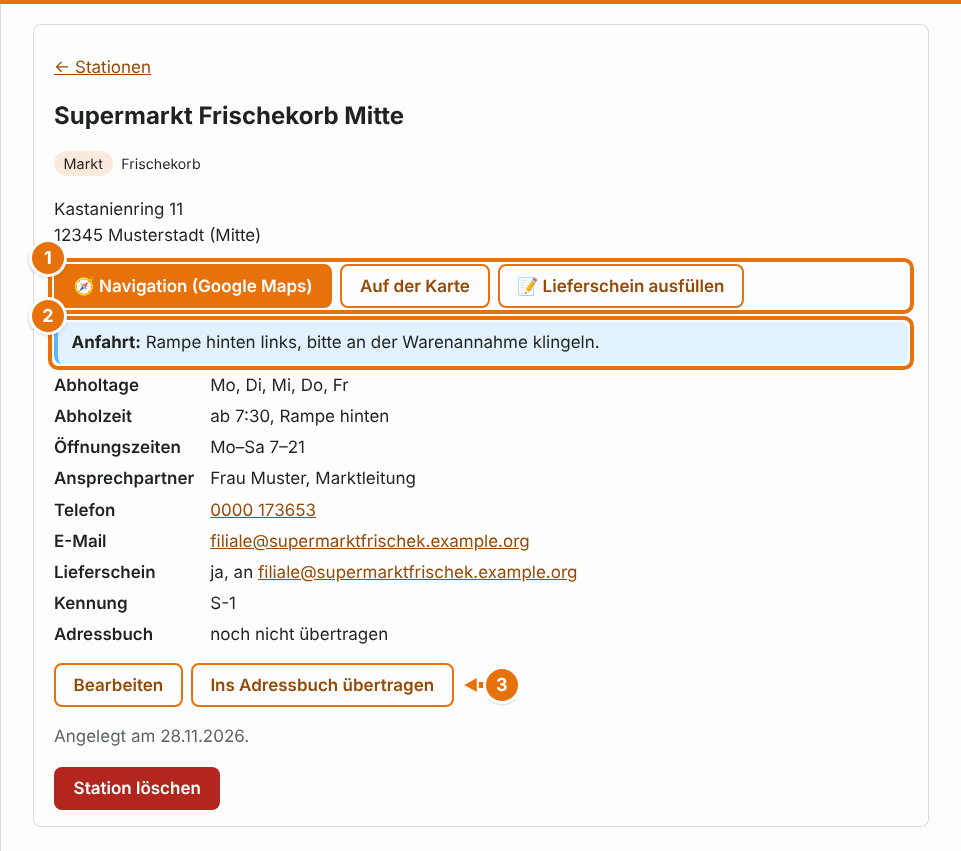 ← Stationen
Supermarkt Frischekorb Mitte
Markt Frischekorb
Kastanienring 11
12345 Musterstadt (Mitte)
1
🧭 Navigation (Google Maps) Auf der Karte 📝 Lieferschein ausfüllen
2
Anfahrt: Rampe hinten links, bitte an der Warenannahme klingeln.
Abholtage Mo, Di, Mi, Do, Fr
Abholzeit ab 7:30, Rampe hinten
Öffnungszeiten Mo–Sa 7–21
Ansprechpartner Frau Muster, Marktleitung
Telefon 0000 173653
E-Mail filiale@supermarktfrischek.example.org
Lieferschein ja, an filiale@supermarktfrischek.example.org
Kennung S-1
Adressbuch noch nicht übertragen
Bearbeiten Ins Adressbuch übertragen 3
Angelegt am 28.11.2026.
Station löschen